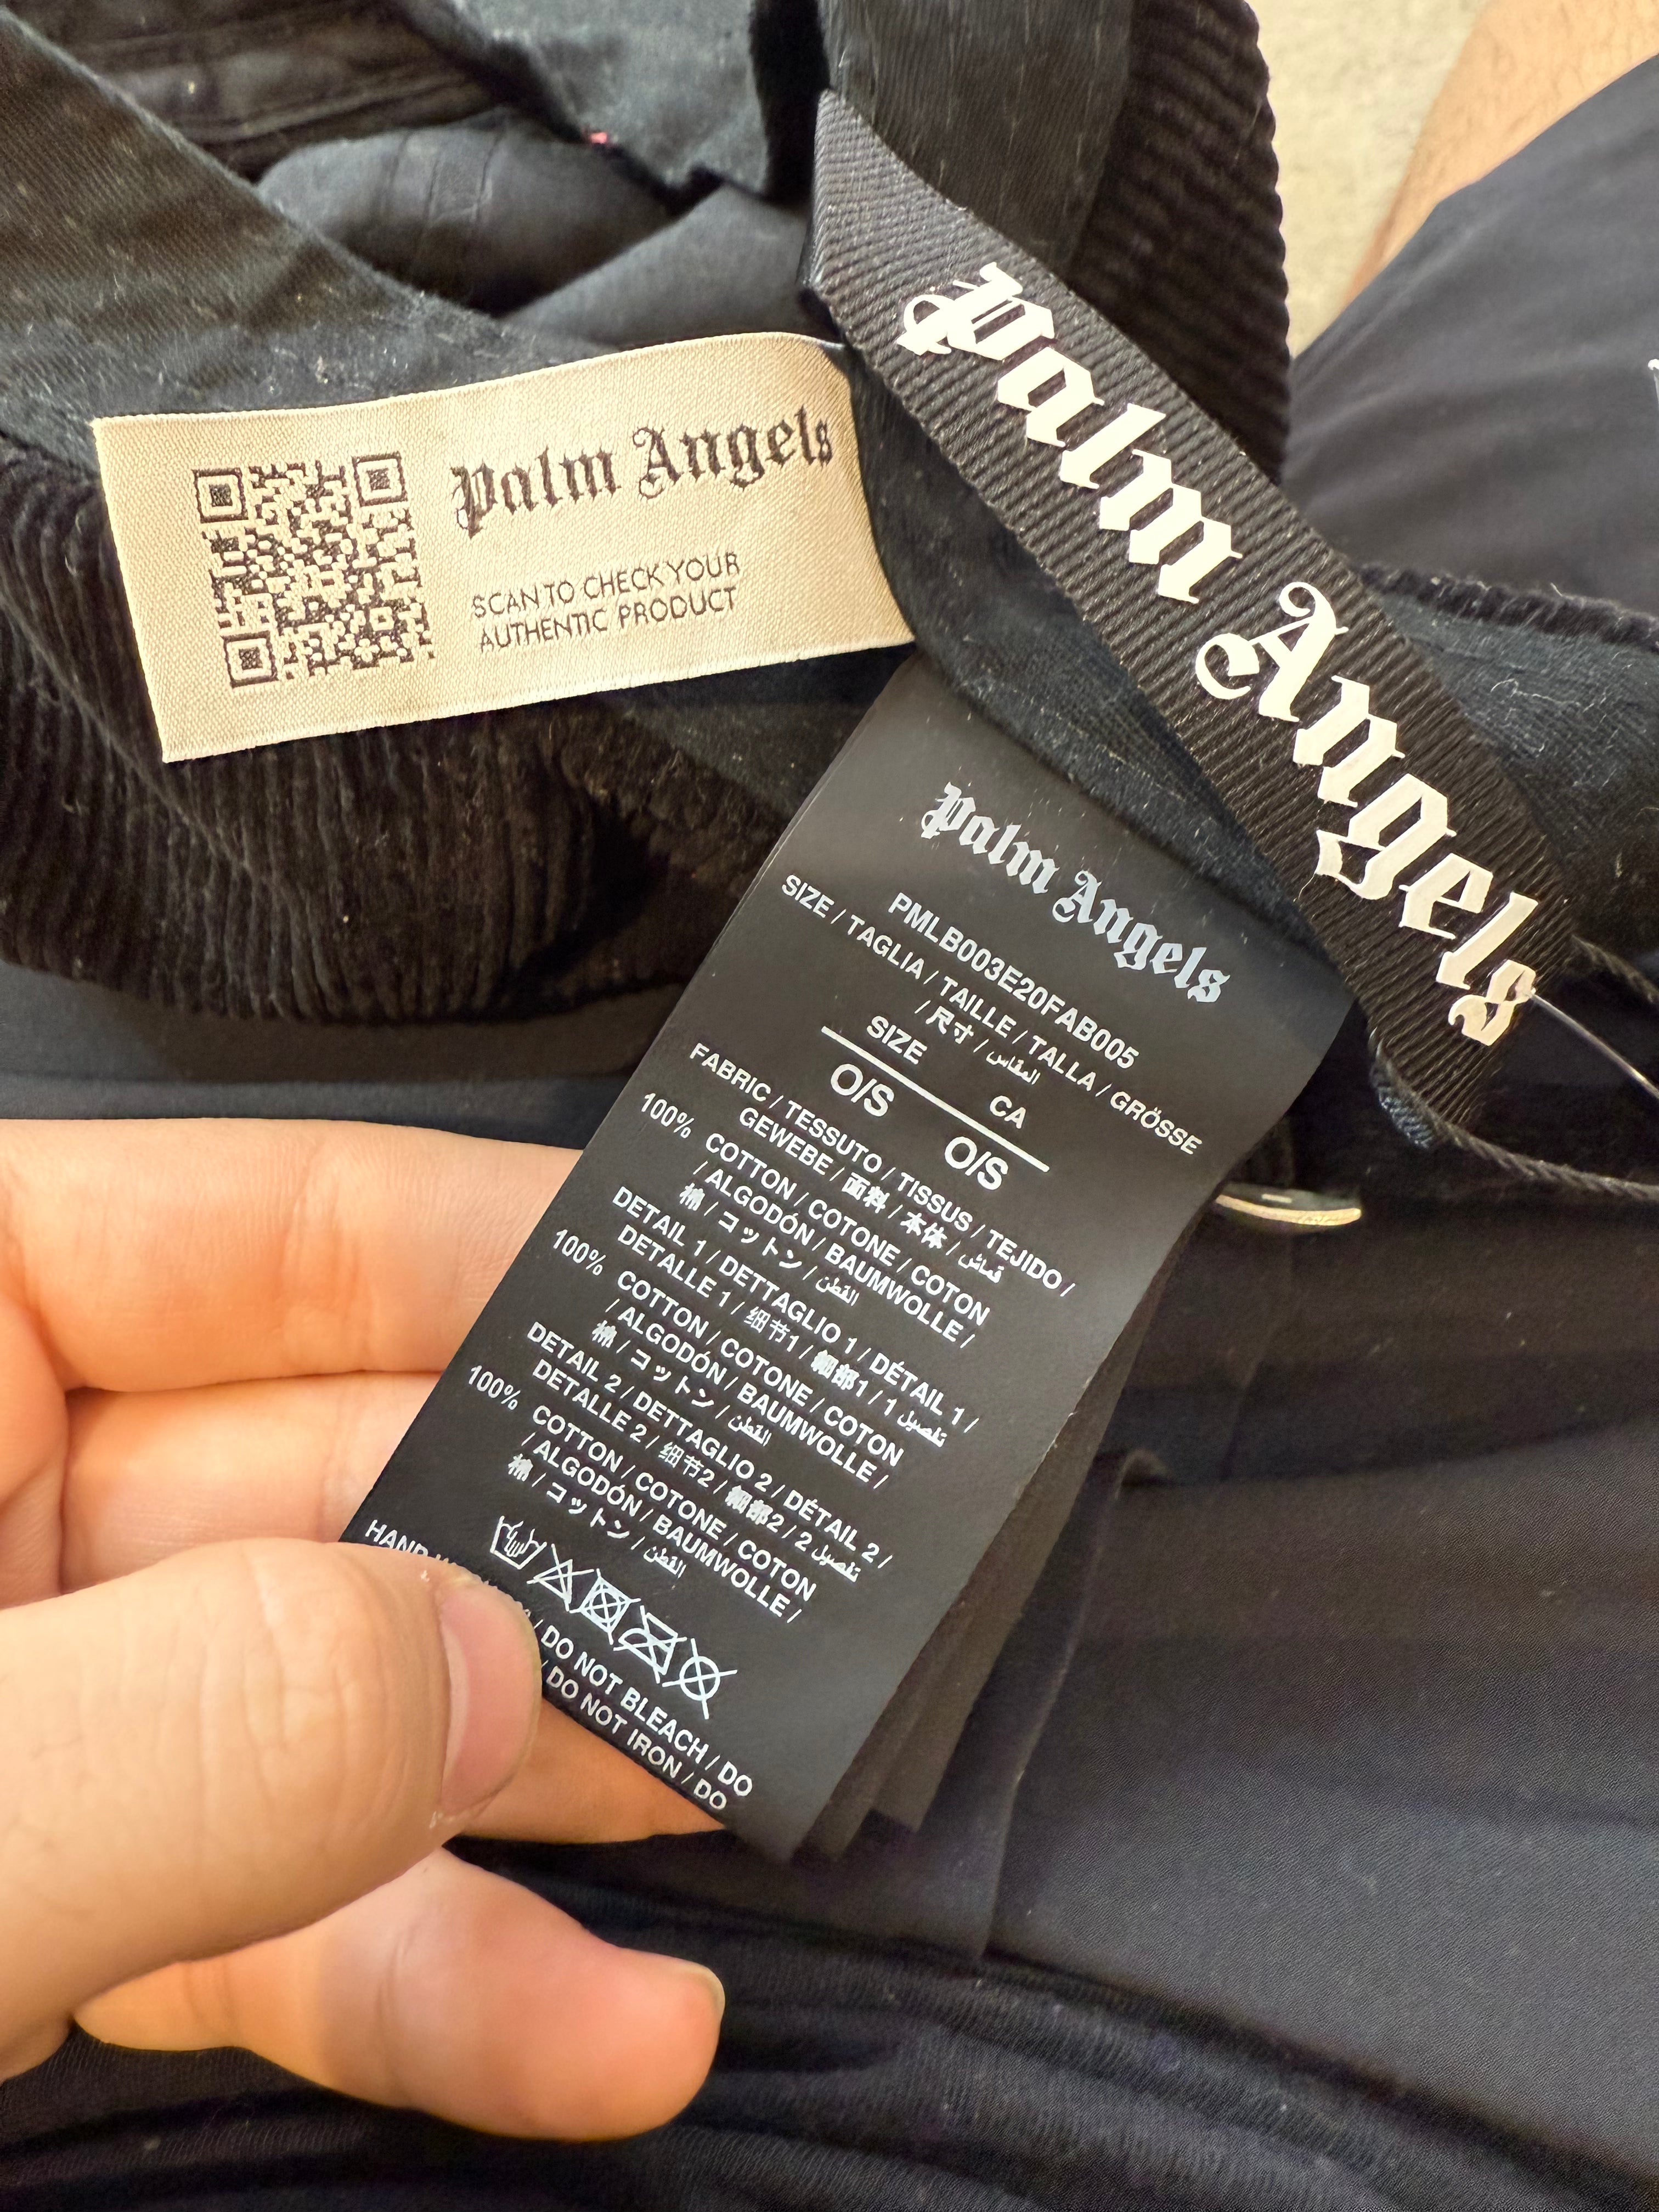 Palm Angels
SCAN TO CHECK YOUR
AUTHENTIC PRODUCT
Palm Angels
Palm Angels
PMLB003E20FAB005
SIZE / TAGLIA / TAILLE / TALLA / GRÖSSE
/ 尺寸 / المقاس
SIZE CA
O/S O/S
FABRIC / TESSUTO / TISSUS / TEJIDO /
GEWEBE / 面料 / 本体 / قماش
100% COTTON / COTONE / COTON
/ ALGODÓN / BAUMWOLLE /
棉 / コットン / القطن
DETAIL 1 / DETTAGLIO 1 / DÉTAIL 1 /
DETALLE 1 / 细节1 / 細部1 / تفصيل 1
100% COTTON / COTONE / COTON
/ ALGODÓN / BAUMWOLLE /
棉 / コットン / القطن
DETAIL 2 / DETTAGLIO 2 / DÉTAIL 2 /
DETALLE 2 / 细节2 / 細部2 / تفصيل 2
100% COTTON / COTONE / COTON
/ ALGODÓN / BAUMWOLLE /
棉 / コットン / القطن
HAND / DO NOT BLEACH / DO
/ DO NOT IRON / DO